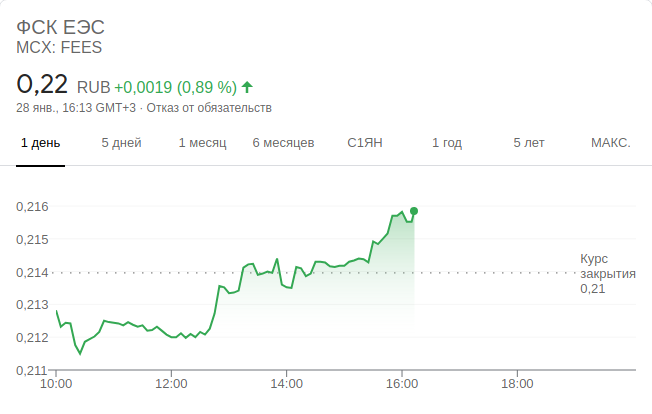 ФСК ЕЭС
MCX: FEES
0,22 RUB +0,0019 (0,89 %)
28 янв., 16:13 GMT+3 · Отказ от обязательств
1 день 5 дней 1 месяц 6 месяцев С1ЯН 1 год 5 лет МАКС.
0,216
0,215
0,214
0,213
0,212
0,211
Курс
закрытия
0,21
10:00 12:00 14:00 16:00 18:00